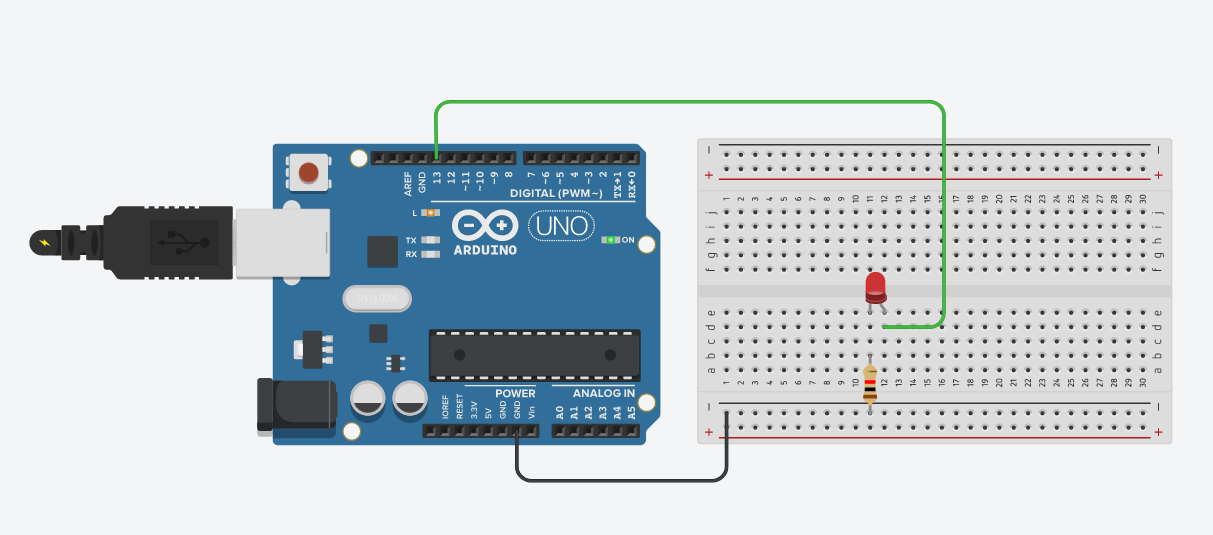 AREF
GND
13
12
~11
~10
~9
8
7
~6
~5
4
~3
2
TX→1
RX←0
DIGITAL (PWM~)
L
TX
RX
ARDUINO
UNO
ON
POWER
ANALOG IN
IOREF
RESET
3.3V
5V
GND
GND
Vin
A0
A1
A2
A3
A4
A5
− −
+ +
1 2 3 4 5 6 7 8 9 10 11 12 13 14 15 16 17 18 19 20 21 22 23 24 25 26 27 28 29 30
j j
i i
h h
g g
f f
e e
d d
c c
b b
a a
1 2 3 4 5 6 7 8 9 10 12 13 14 15 16 17 18 19 20 21 22 23 24 25 26 27 28 29 30
− −
+ +